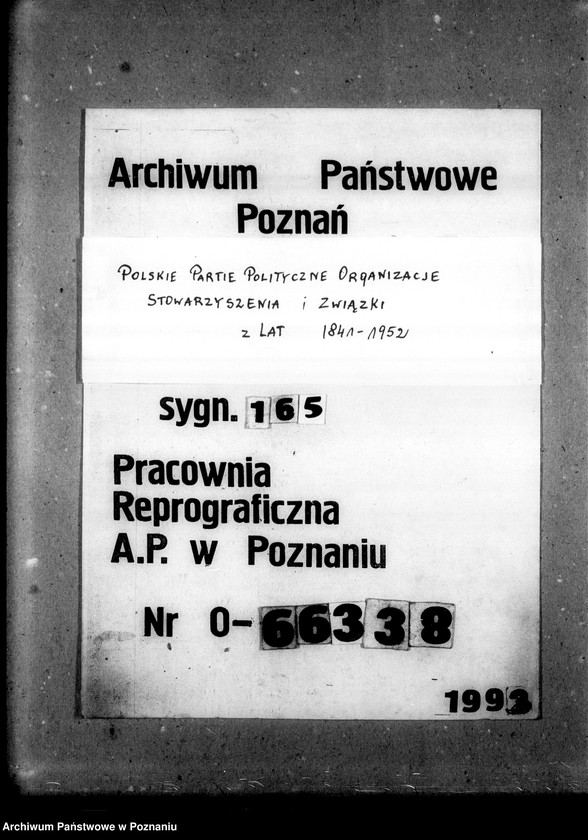 Archiwum Państwowe
Poznań
POLSKIE PARTIE POLITYCZNE ORGANIZACJE
STOWARZYSZENIA i ZWIĄZKI
z LAT 1841-1952
sygn. 165
Pracownia
Reprograficzna
A.P. w Poznaniu
Nr 0-66338
1993
Archiwum Państwowe w Poznaniu